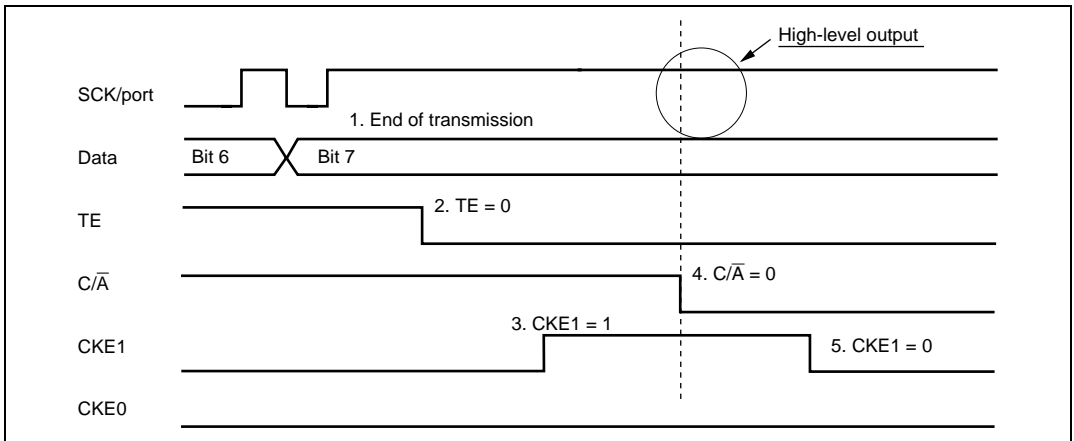 High-level output
SCK/port
1. End of transmission
Data Bit 6 Bit 7
TE 2. TE = 0
C/A̅ 4. C/A̅ = 0
3. CKE1 = 1
CKE1 5. CKE1 = 0
CKE0